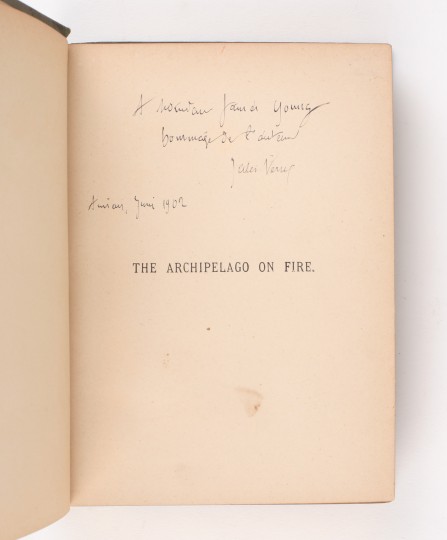 A Monsieur James Young
hommage de l'auteur
Jules Verne
Amiens, Juin 1902
THE ARCHIPELAGO ON FIRE.